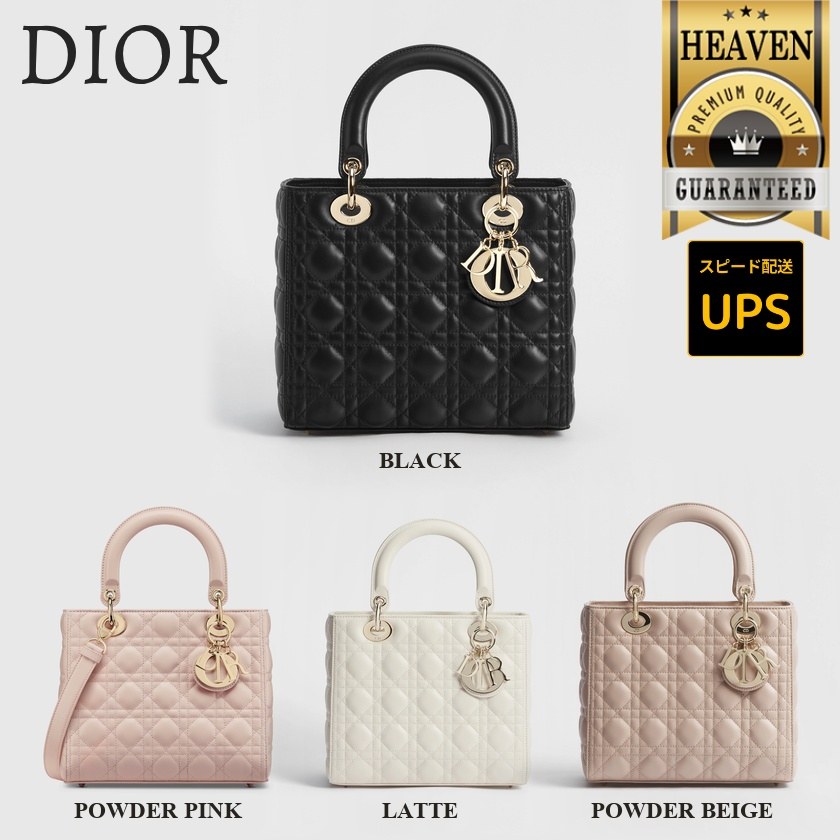 DIOR
HEAVEN
PREMIUM QUALITY
GUARANTEED
スピード配送
UPS
BLACK
POWDER PINK
LATTE
POWDER BEIGE